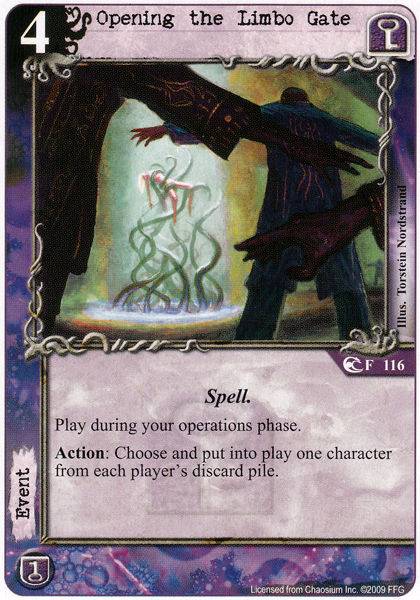 4
Opening the Limbo Gate
Illus. Torstein Nordstrand
F 116
Spell.
Play during your operations phase.
Action: Choose and put into play one character
from each player's discard pile.
Event
Licensed from Chaosium Inc. ©2009 FFG